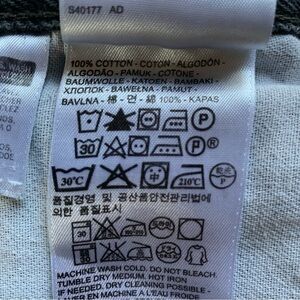 S40177 AD
100% COTTON - COTON - ALGODÓN -
ALGODÃO - PAMUK - COTONE -
BAUMWOLLE - KATOEN - BAMBAKI -
ХЛОПОК - BAWEŁNA - PAMUK -
BAVLNA - 棉 - 면 - 綿 100% - KAPAS
30 P
30 P®
30°C 210°C
품질경영 및 공산품안전관리법에
의한 품질표시
MACHINE WASH COLD. DO NOT BLEACH.
TUMBLE DRY MEDIUM. HOT IRON
IF NEEDED. DRY CLEANING POSSIBLE -
LAVER EN MACHINE A L'EAU FROIDE